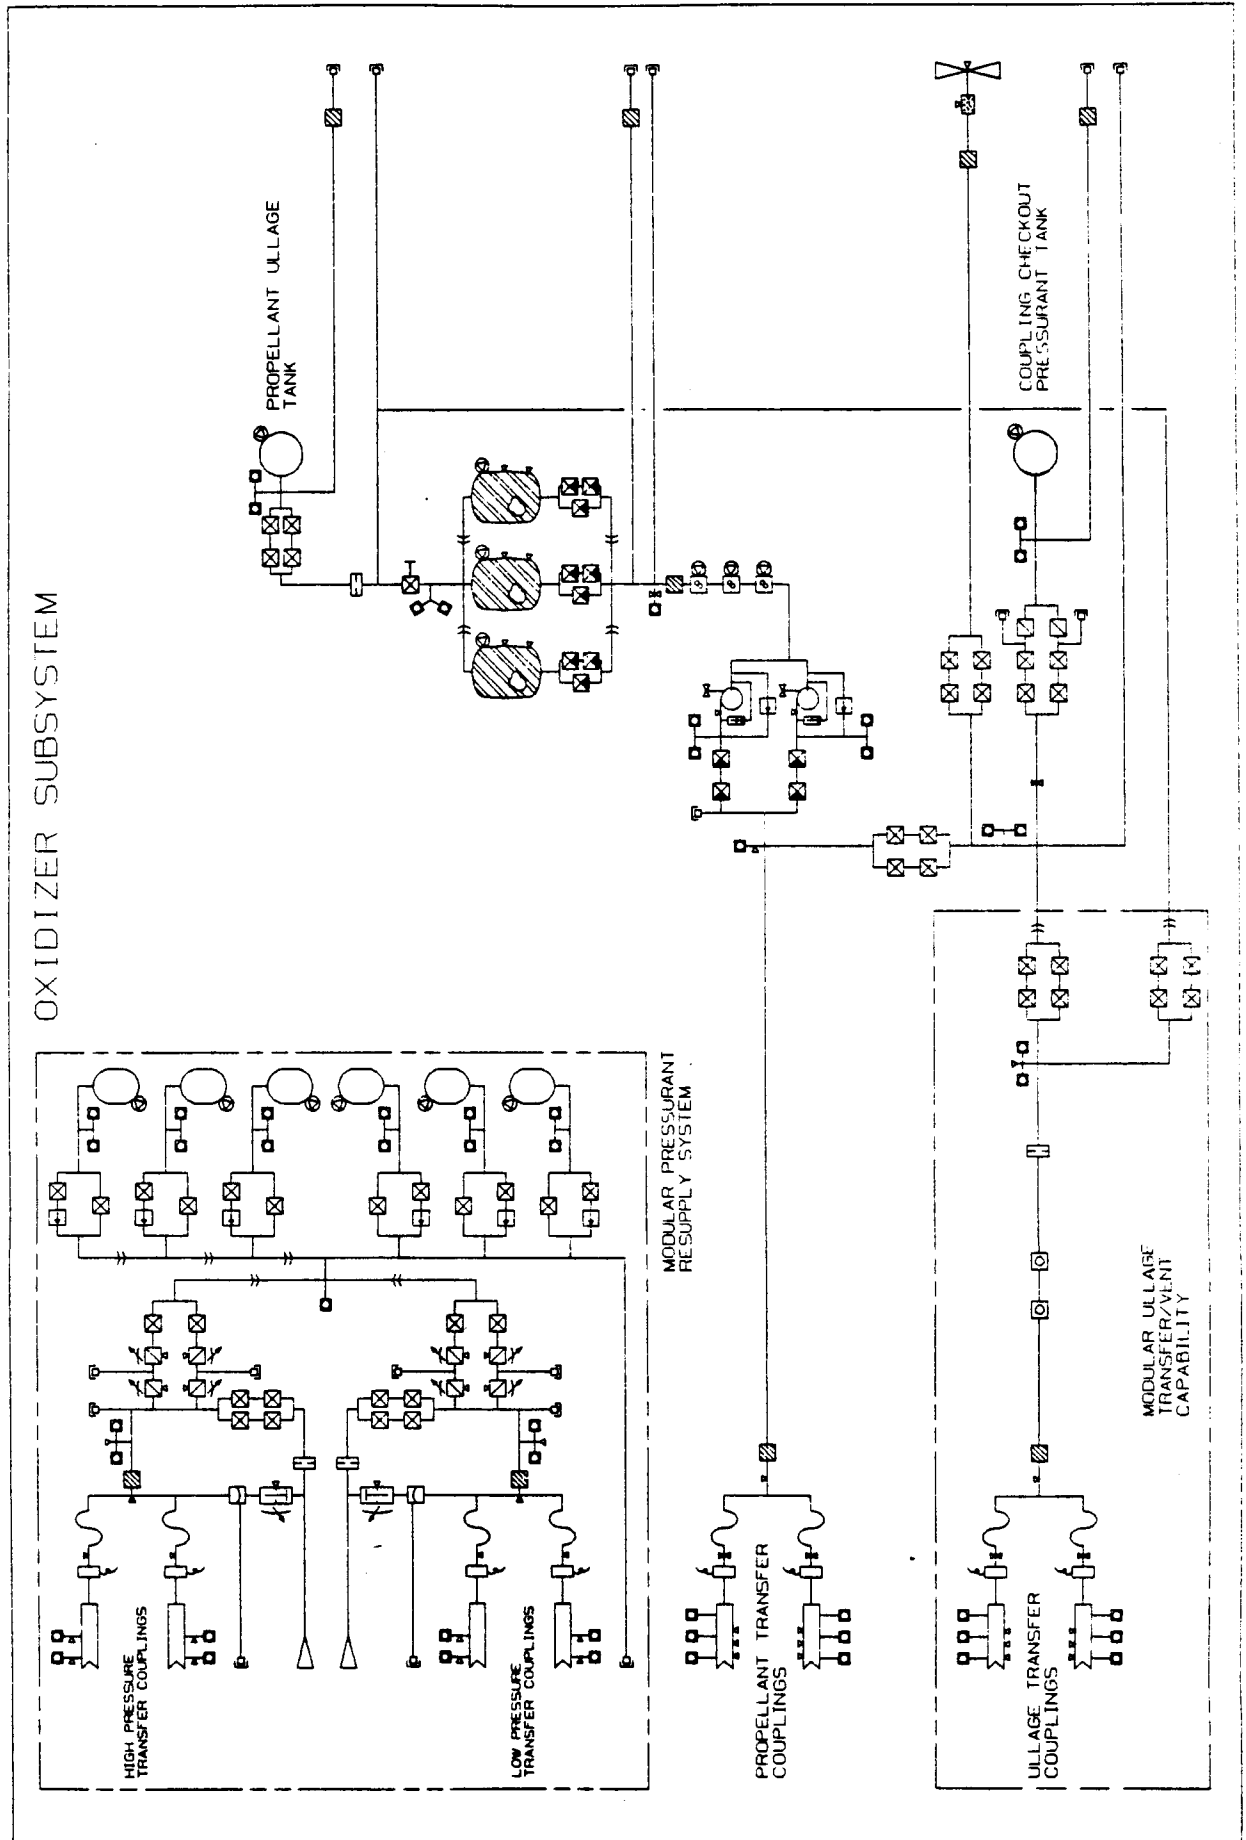 OXIDIZER SUBSYSTEM
PROPELLANT ULLAGE
TANK
COUPLING CHECKOUT
PRESSURANT TANK
MODULAR PRESSURANT
RESUPPLY SYSTEM
HIGH PRESSURE
TRANSFER COUPLINGS
LOW PRESSURE
TRANSFER COUPLINGS
PROPELLANT TRANSFER
COUPLINGS
MODULAR ULLAGE
TRANSFER/VENT
CAPABILITY
ULLAGE TRANSFER
COUPLINGS